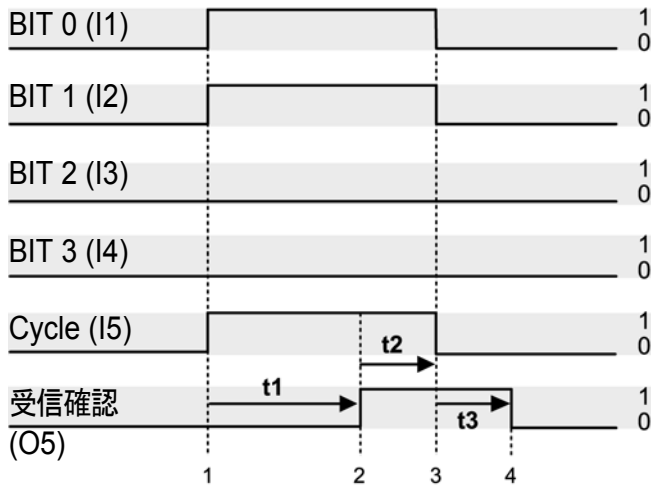 BIT 0 (I1)
1
0
BIT 1 (I2)
1
0
BIT 2 (I3)
1
0
BIT 3 (I4)
1
0
Cycle (I5)
1
0
t2
受信確認
(O5)
t1
t3
1
0
1 2 3 4